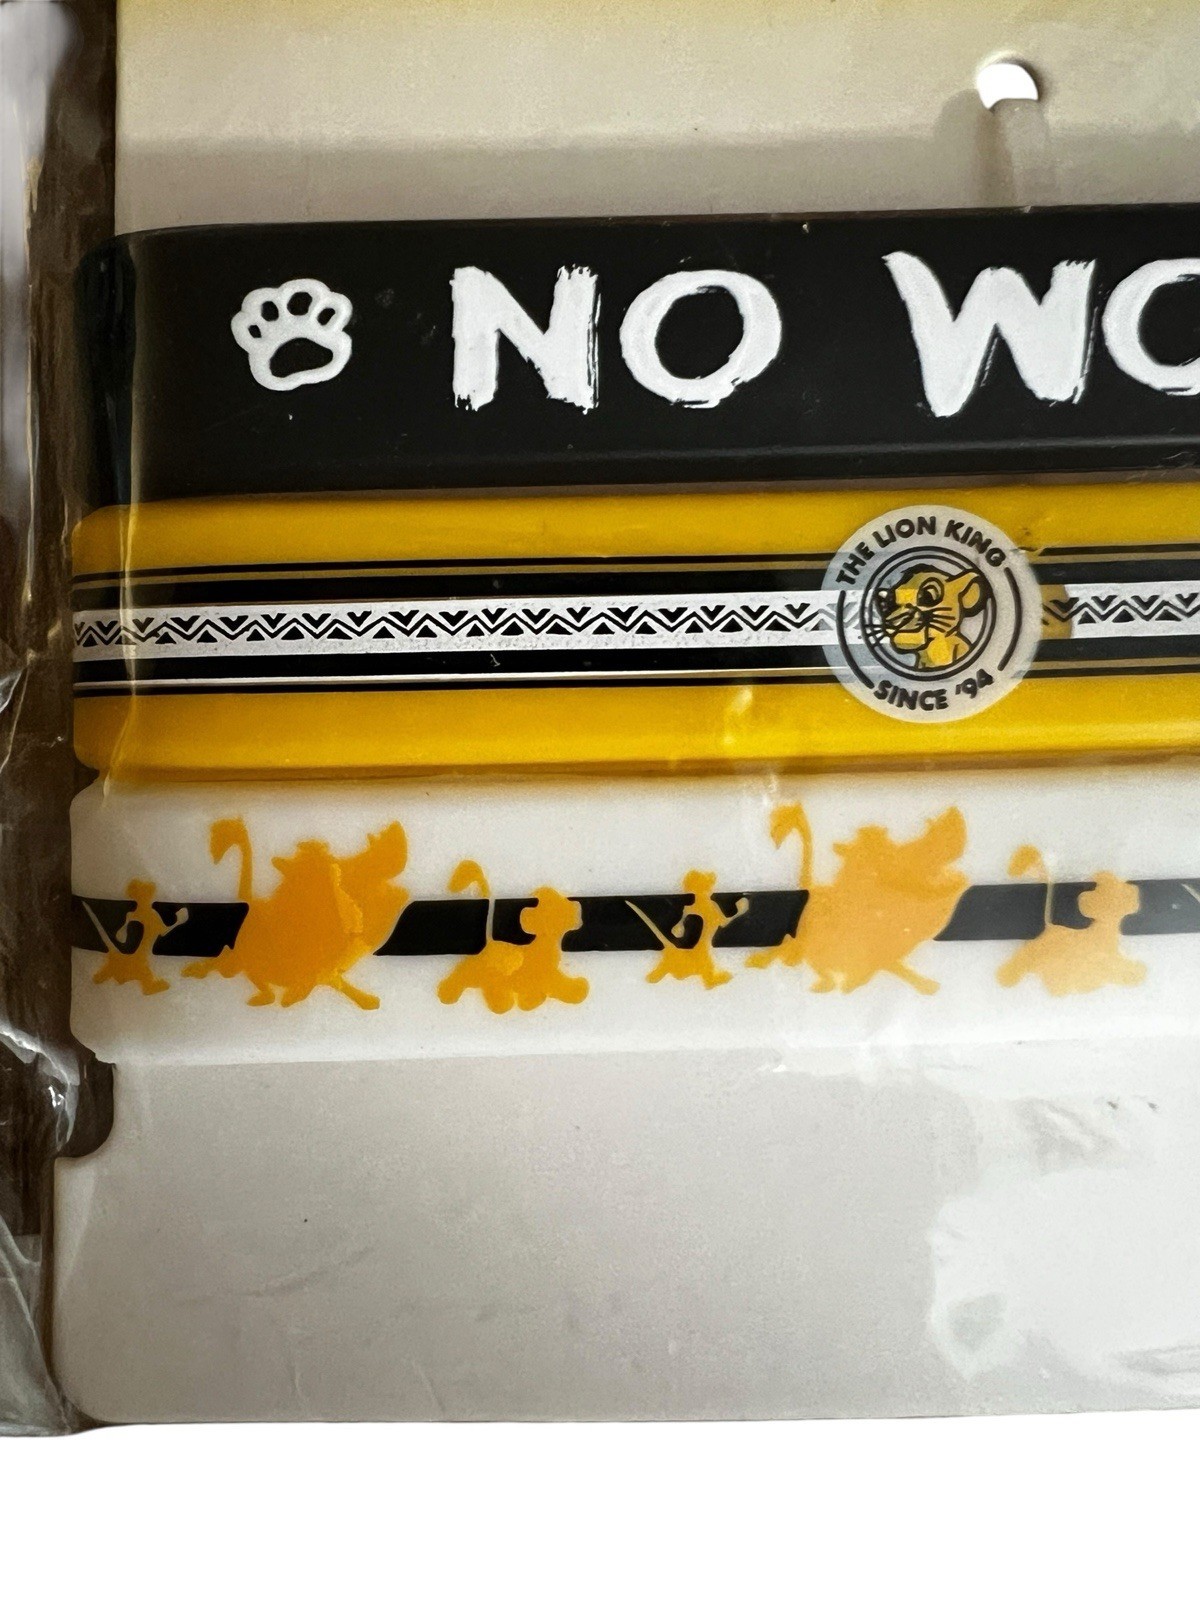 NO WO
THE LION KING
SINCE '94